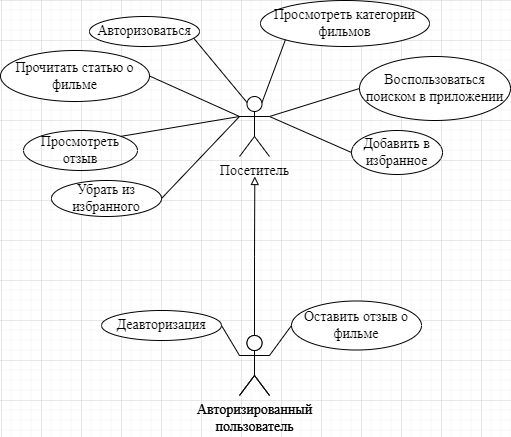 Просмотреть категории
фильмов
Авторизоваться
Прочитать статью о
фильме
Воспользоваться
поиском в приложении
Просмотреть
отзыв
Добавить в
избранное
Посетитель
Убрать из
избранного
Деавторизация
Оставить отзыв о
фильме
Авторизированный
пользователь